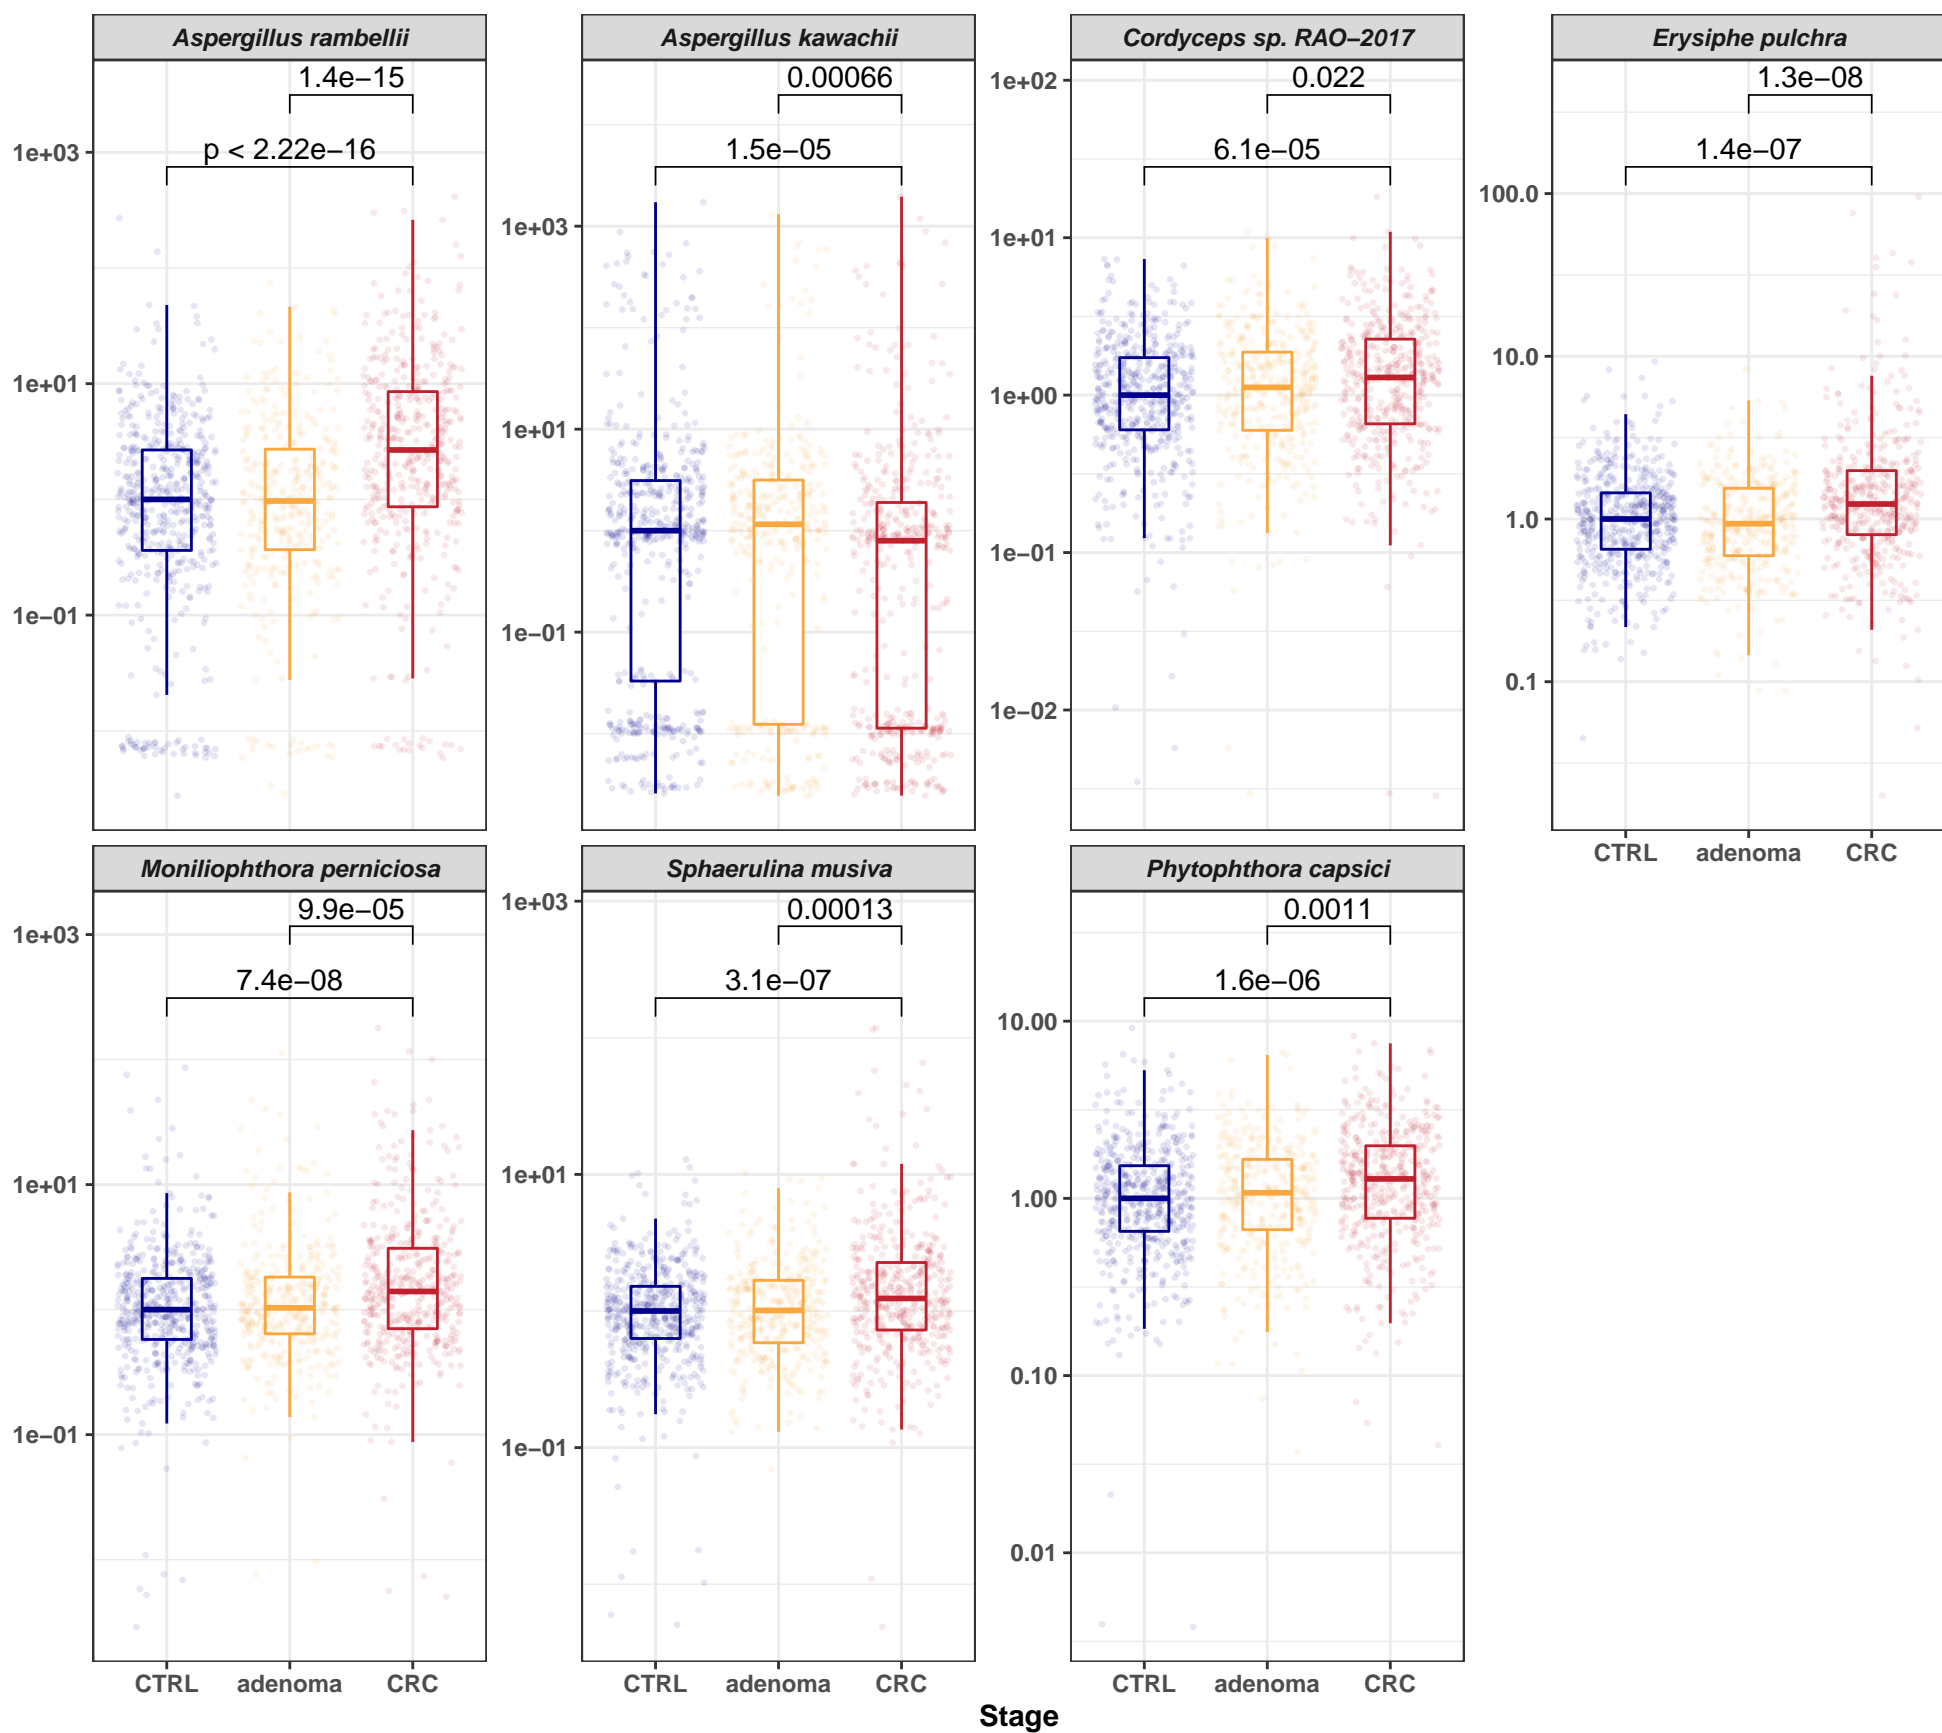 Aspergillus rambellii
1.4e−15
p < 2.22e−16
1e+03
1e+01
1e−01
Aspergillus kawachii
0.00066
1.5e−05
1e+03
1e+01
1e−01
Cordyceps sp. RAO−2017
0.022
6.1e−05
1e+02
1e+01
1e+00
1e−01
1e−02
Erysiphe pulchra
1.3e−08
1.4e−07
100.0
10.0
1.0
0.1
CTRL adenoma CRC
Moniliophthora perniciosa
9.9e−05
7.4e−08
1e+03
1e+01
1e−01
CTRL adenoma CRC
Sphaerulina musiva
0.00013
3.1e−07
1e+03
1e+01
1e−01
CTRL adenoma CRC
Phytophthora capsici
0.0011
1.6e−06
10.00
1.00
0.10
0.01
CTRL adenoma CRC
Stage